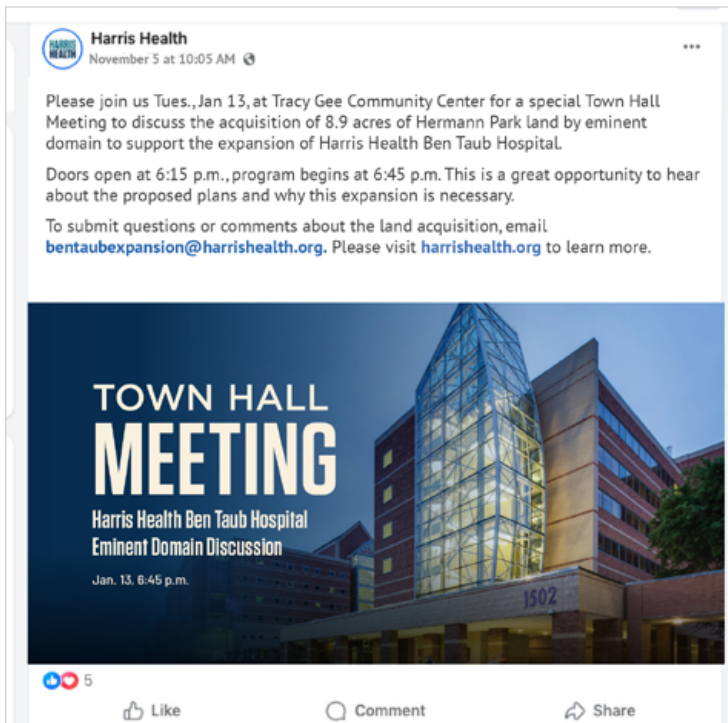 HARRIS
HEALTH
Harris Health
November 5 at 10:05 AM
Please join us Tues., Jan 13, at Tracy Gee Community Center for a special Town Hall
Meeting to discuss the acquisition of 8.9 acres of Hermann Park land by eminent
domain to support the expansion of Harris Health Ben Taub Hospital.
Doors open at 6:15 p.m., program begins at 6:45 p.m. This is a great opportunity to hear
about the proposed plans and why this expansion is necessary.
To submit questions or comments about the land acquisition, email
bentaubexpansion@harrishealth.org. Please visit harrishealth.org to learn more.
TOWN HALL
MEETING
Harris Health Ben Taub Hospital
Eminent Domain Discussion
Jan. 13, 6:45 p.m.
1502
5
Like
Comment
Share